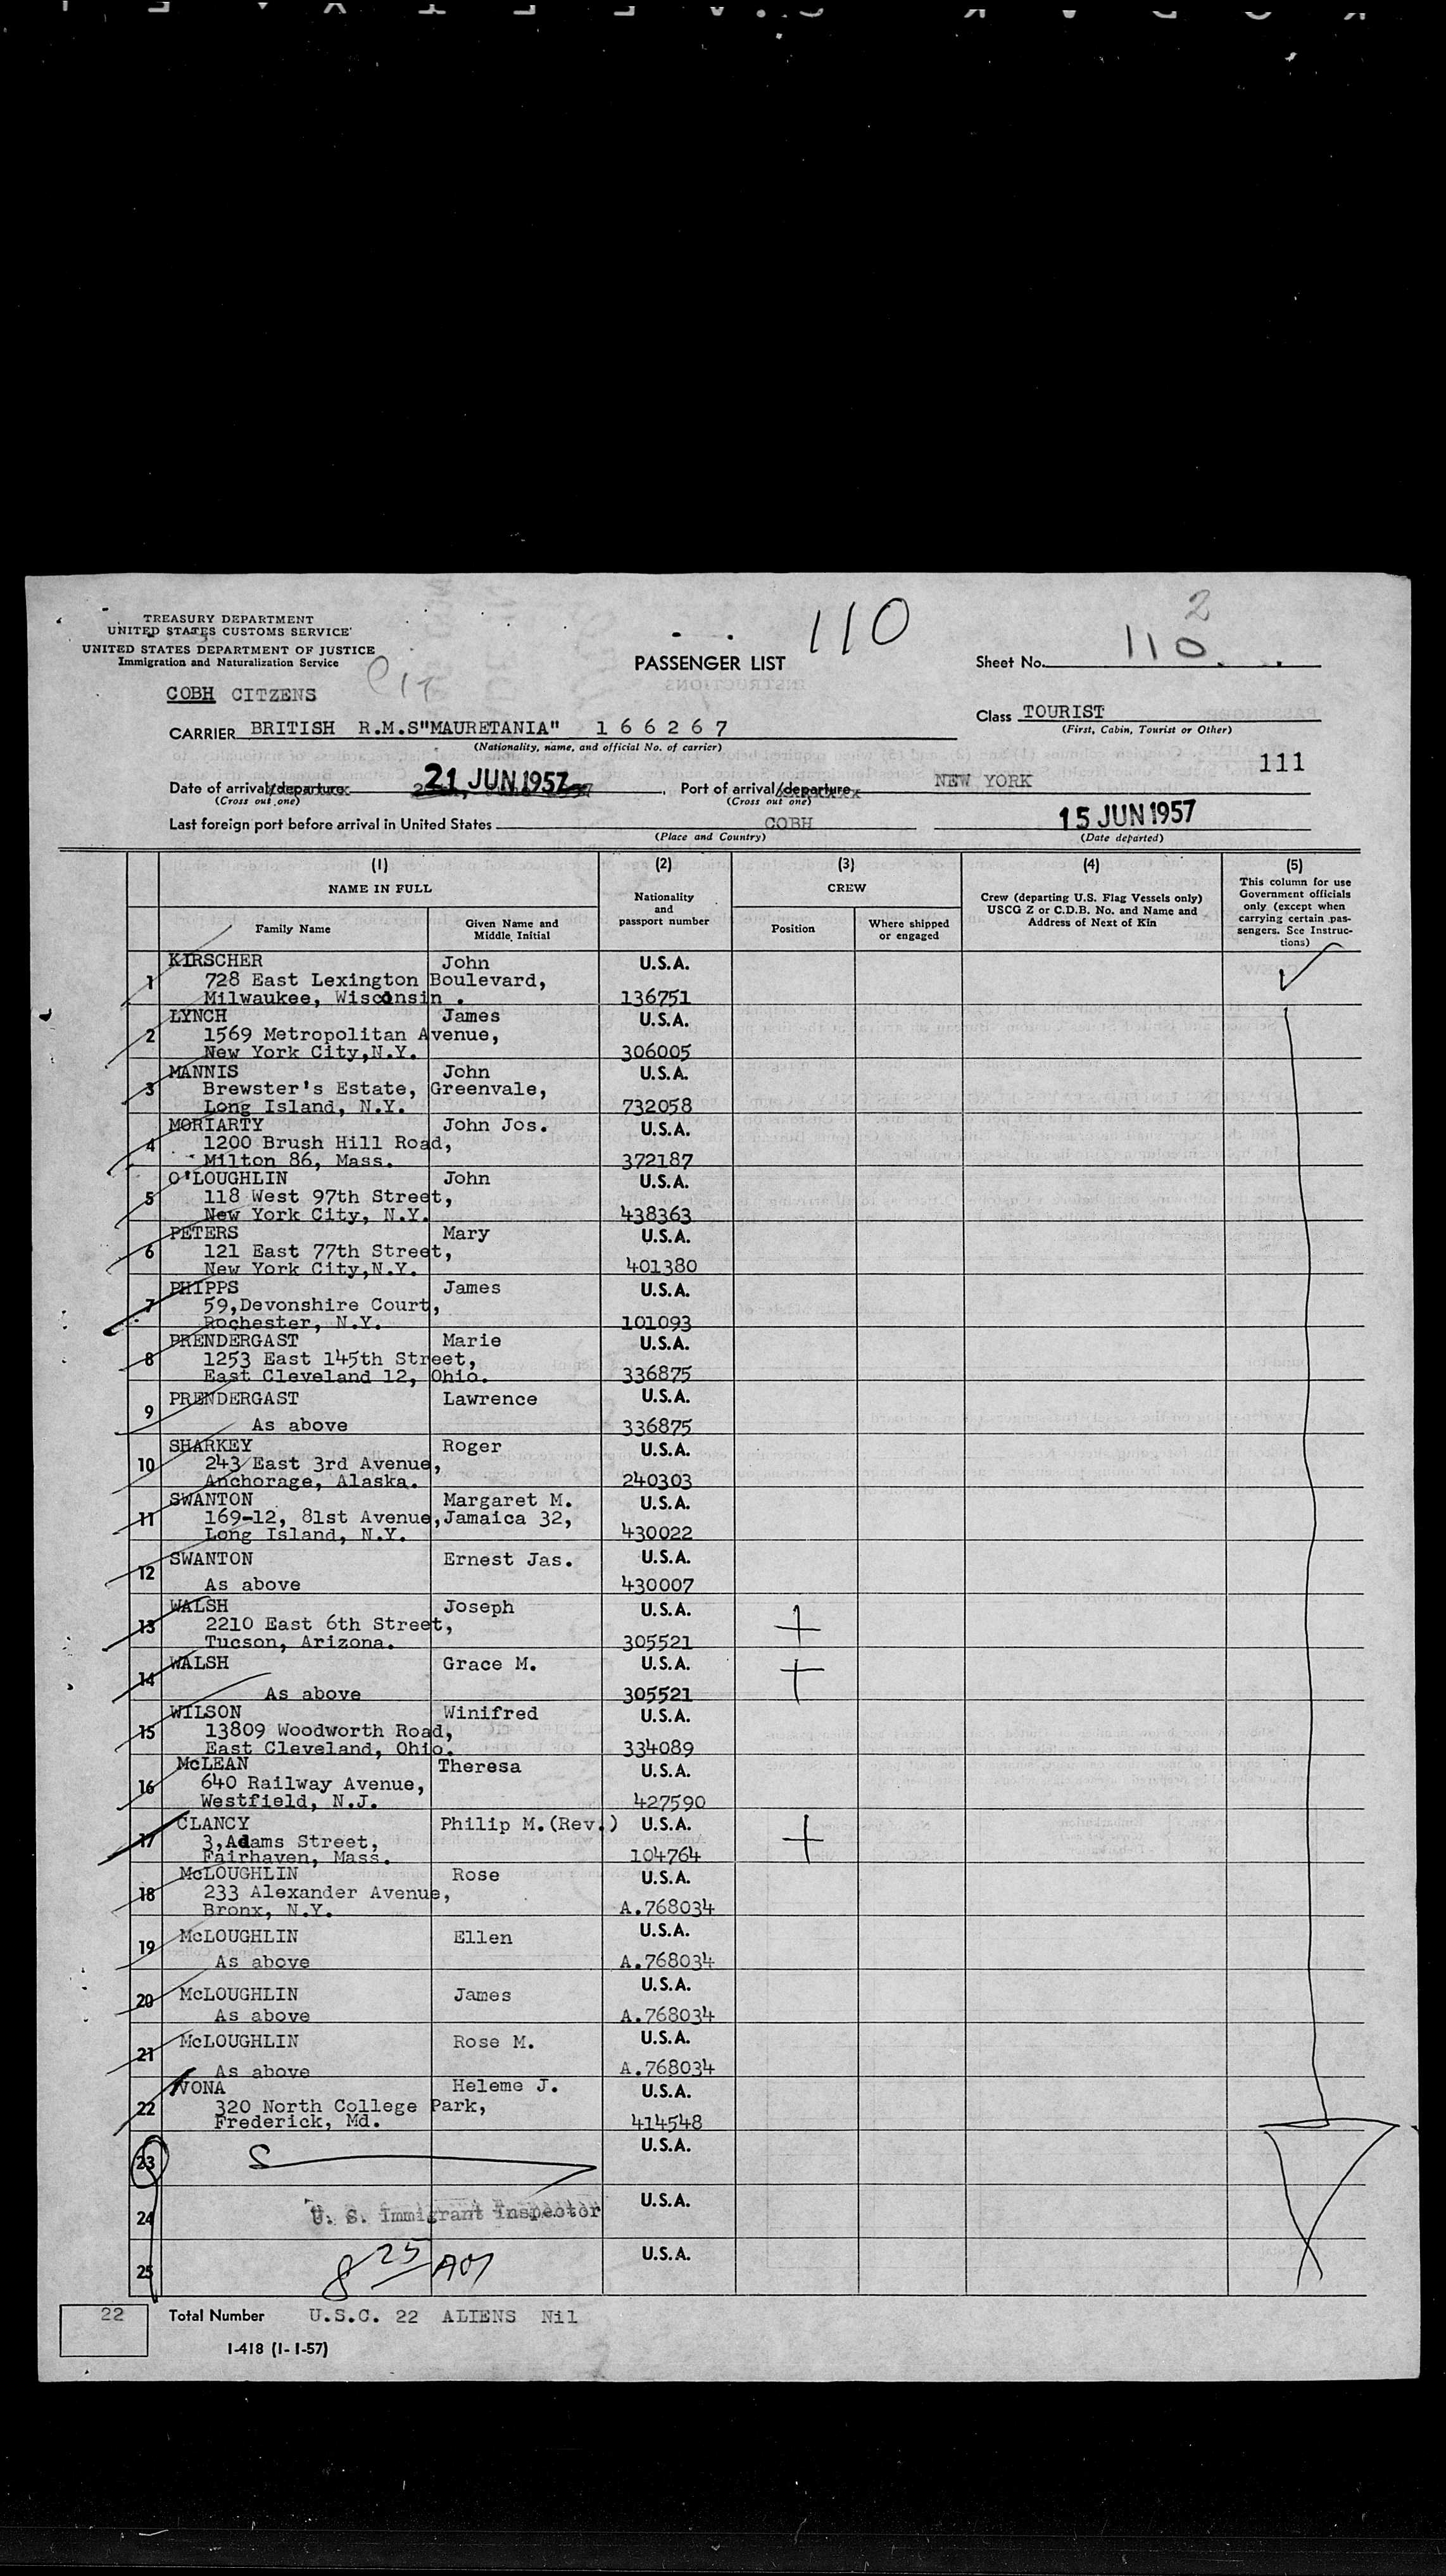 TREASURY DEPARTMENT
UNITED STATES CUSTOMS SERVICE
UNITED STATES DEPARTMENT OF JUSTICE
Immigration and Naturalization Service
Cit
110
PASSENGER LIST
2
Sheet No. 110
COBH CITZENS
CARRIER BRITISH R.M.S"MAURETANIA" 1 6 6 2 6 7
(Nationality, name, and official No. of carrier)
Class TOURIST
(First, Cabin, Tourist or Other)
111
Date of arrival/departure 21 JUN 1957
(Cross out one)
Port of arrival/departure NEW YORK
(Cross out one)
Last foreign port before arrival in United States COBH
(Place and Country)
15 JUN 1957
(Date departed)
(1) (2) (3) (4) (5)
NAME IN FULL
Family Name
Given Name and Middle Initial
Nationality and passport number
CREW
Position
Where shipped or engaged
Crew (departing U.S. Flag Vessels only) USCG Z or C.D.B. No. and Name and Address of Next of Kin
This column for use Government officials only (except when carrying certain passengers. See Instructions)
1 KIRSCHER John U.S.A.
728 East Lexington Boulevard,
Milwaukee, Wisconsin . 136751
2 LYNCH James U.S.A.
1569 Metropolitan Avenue,
New York City,N.Y. 306005
3 MANNIS John U.S.A.
Brewster's Estate, Greenvale,
Long Island, N.Y. 732058
4 MORIARTY John Jos. U.S.A.
1200 Brush Hill Road,
Milton 86, Mass. 372187
5 O'LOUGHLIN John U.S.A.
118 West 97th Street,
New York City, N.Y. 438363
6 PETERS Mary U.S.A.
121 East 77th Street,
New York City,N.Y. 401380
7 PHIPPS James U.S.A.
59,Devonshire Court,
Rochester, N.Y. 101093
8 PRENDERGAST Marie U.S.A.
1253 East 145th Street,
East Cleveland 12, Ohio. 336875
9 PRENDERGAST Lawrence U.S.A.
As above 336875
10 SHARKEY Roger U.S.A.
243 East 3rd Avenue,
Anchorage, Alaska. 240303
11 SWANTON Margaret M. U.S.A.
169-12, 81st Avenue,Jamaica 32,
Long Island, N.Y. 430022
12 SWANTON Ernest Jas. U.S.A.
As above 430007
13 WALSH Joseph U.S.A.
2210 East 6th Street,
Tucson, Arizona. 305521
14 WALSH Grace M. U.S.A.
As above 305521
15 WILSON Winifred U.S.A.
13809 Woodworth Road,
East Cleveland, Ohio. 334089
16 McLEAN Theresa U.S.A.
640 Railway Avenue,
Westfield, N.J. 427590
17 CLANCY Philip M.(Rev.) U.S.A.
3,Adams Street,
Fairhaven, Mass. 104764
18 McLOUGHLIN Rose U.S.A.
233 Alexander Avenue,
Bronx, N.Y. A.768034
19 McLOUGHLIN Ellen U.S.A.
As above A.768034
20 McLOUGHLIN James U.S.A.
As above A.768034
21 McLOUGHLIN Rose M. U.S.A.
As above A.768034
22 VONA Heleme J. U.S.A.
320 North College Park,
Frederick, Md. 414548
23 U.S.A.
24 U. S. Immigrant Inspector U.S.A.
25 8 25 AM U.S.A.
22 Total Number U.S.C. 22 ALIENS Nil
I-418 (1-1-57)